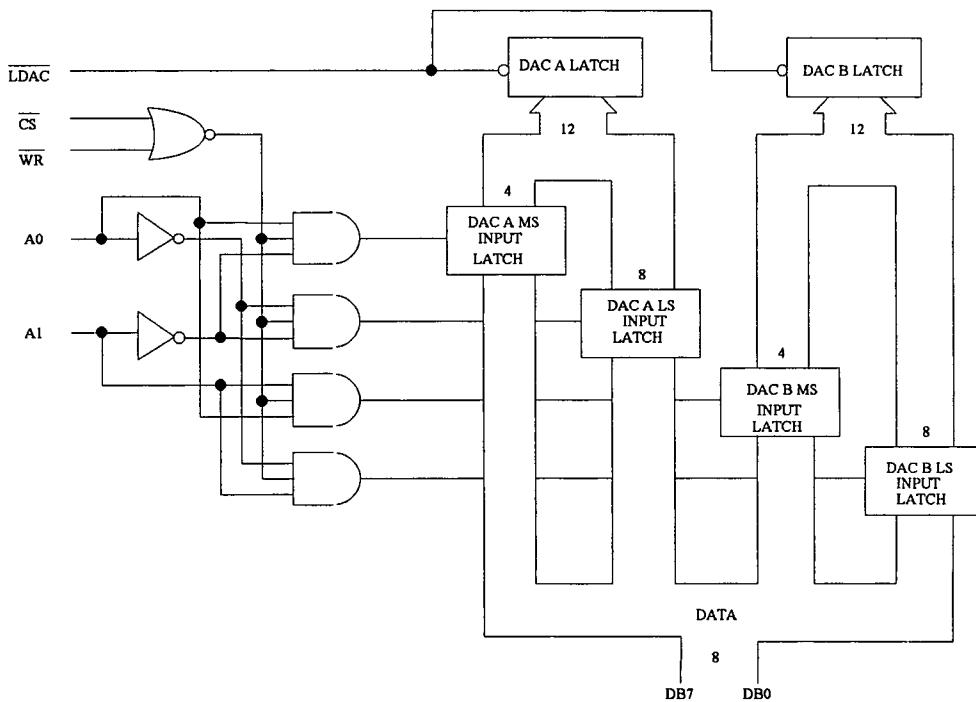 LDAC
DAC A LATCH
DAC B LATCH
CS
WR
12
12
4
A0
DAC A MS
INPUT
LATCH
8
DAC A LS
INPUT
LATCH
A1
4
DAC B MS
INPUT
LATCH
8
DAC B LS
INPUT
LATCH
DATA
8
DB7
DB0